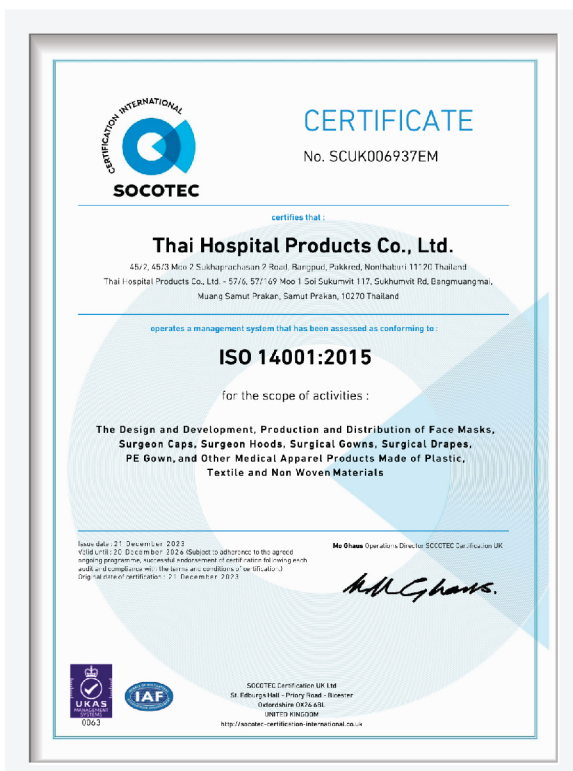 CERTIFICATION INTERNATIONAL
SOCOTEC
CERTIFICATE
No. SCUK006937EM
certifies that :
Thai Hospital Products Co., Ltd.
45/2, 45/3 Moo 2 Sukhaprachasan 2 Road, Bangpud, Pakkred, Nonthaburi 11120 Thailand
Thai Hospital Products Co., Ltd. - 57/6, 57/169 Moo 1 Soi Sukumvit 117, Sukhumvit Rd, Bangmuangmai,
Muang Samut Prakan, Samut Prakan, 10270 Thailand
operates a management system that has been assessed as conforming to :
ISO 14001:2015
for the scope of activities :
The Design and Development, Production and Distribution of Face Masks,
Surgeon Caps, Surgeon Hoods, Surgical Gowns, Surgical Drapes,
PE Gown, and Other Medical Apparel Products Made of Plastic,
Textile and Non Woven Materials
Issue date : 21 December 2023
Valid until : 20 December 2026 (Subject to adherence to the agreed
ongoing programme, successful endorsement of certification following each
audit and compliance with the terms and conditions of certification.)
Original date of certification : 21 December 2023
Mo Ghaus Operations Director SOCOTEC Certification UK
UKAS
MANAGEMENT
SYSTEMS
0063
IAF
SOCOTEC Certification UK Ltd
St. Edburgs Hall - Priory Road - Bicester
Oxfordshire OX26 6BL
UNITED KINGDOM
http://socotec-certification-international.co.uk